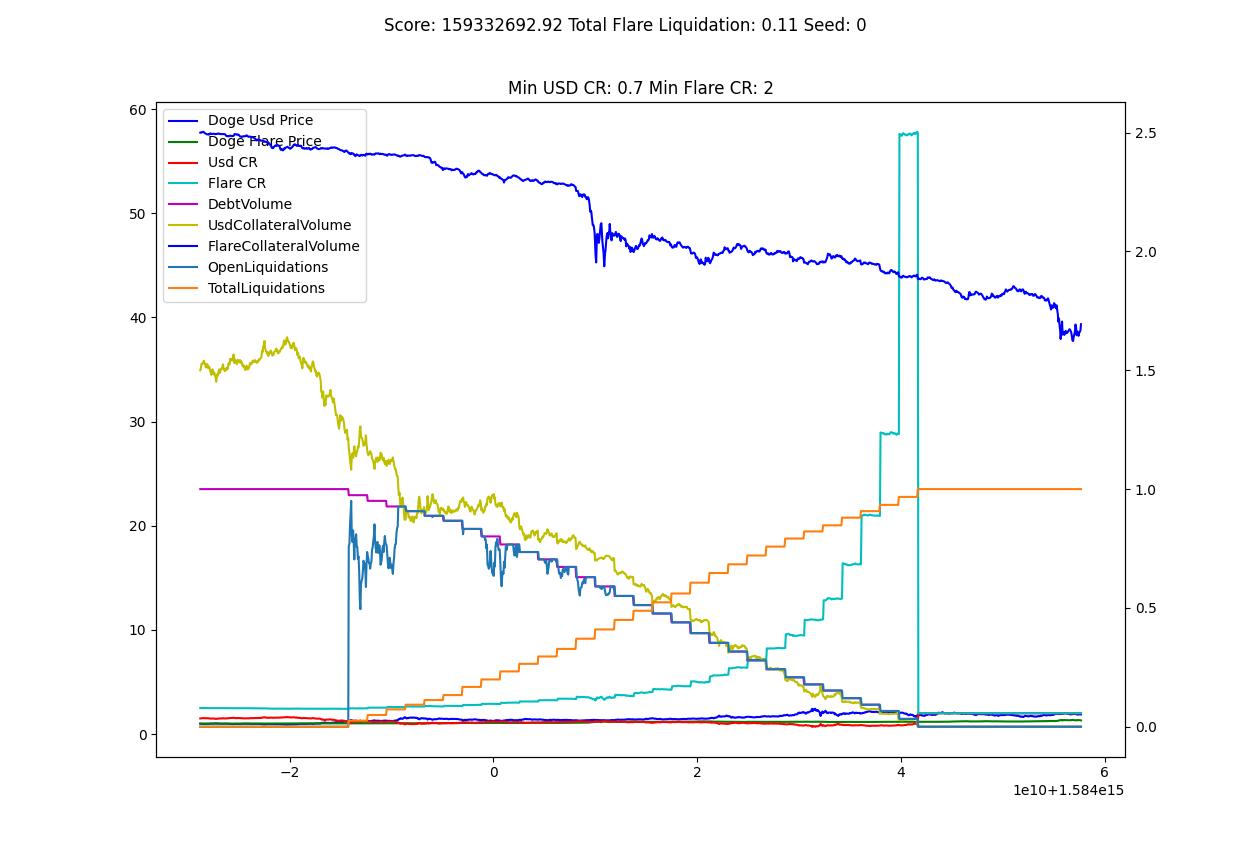 Score: 159332692.92 Total Flare Liquidation: 0.11 Seed: 0
Min USD CR: 0.7 Min Flare CR: 2
60
50
40
30
20
10
0
Doge Usd Price
Doge Flare Price
Usd CR
Flare CR
DebtVolume
UsdCollateralVolume
FlareCollateralVolume
OpenLiquidations
TotalLiquidations
2.5
2.0
1.5
1.0
0.5
0.0
−2
0
2
4
6
1e10+1.584e15